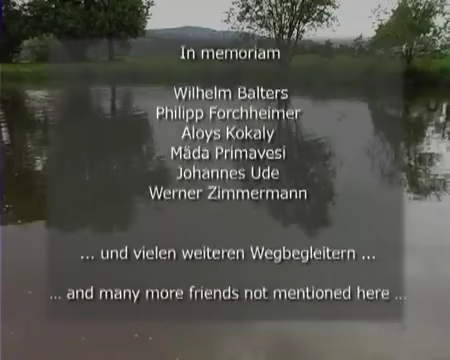 In memoriam
Wilhelm Balters
Philipp Forchheimer
Aloys Kokaly
Mäda Primavesi
Johannes Ude
Werner Zimmermann
... und vielen weiteren Wegbegleitern ...
... and many more friends not mentioned here ...